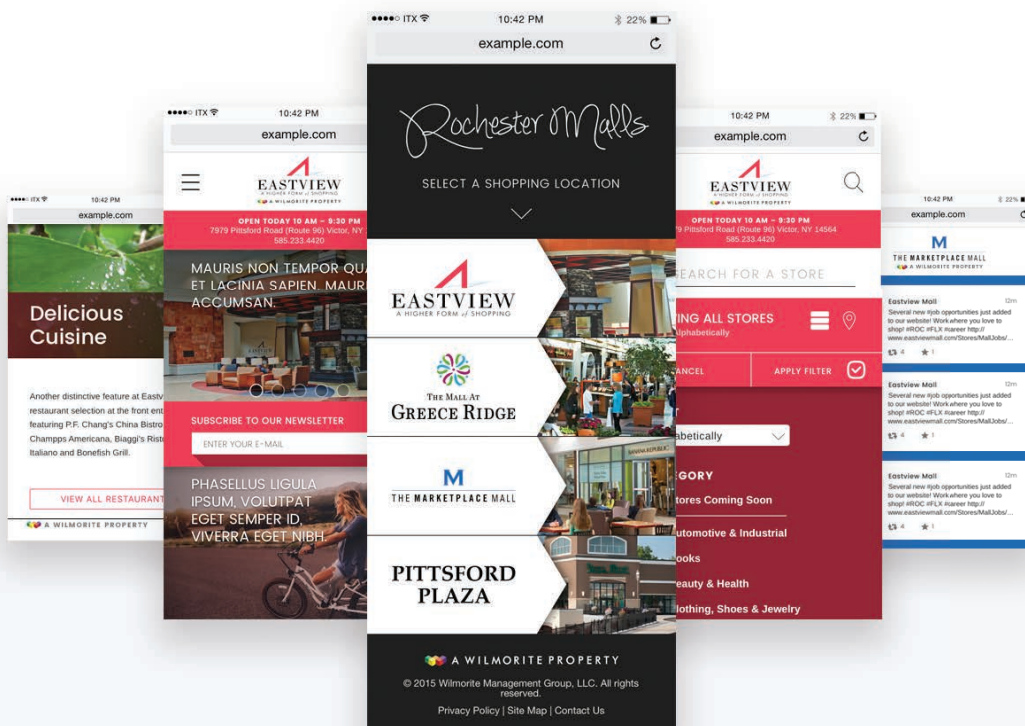 ITX
10:42 PM
example.com
Delicious
Cuisine
Another distinctive feature at Eastv
restaurant selection at the front ent
featuring P.F. Chang's China Bistro
Champps Americana, Biaggi's Rist
Italiano and Bonefish Grill.
VIEW ALL RESTAURANT
A WILMORITE PROPERTY
ITX
10:42 PM
example.com
EASTVIEW
A HIGHER FORM of SHOPPING
A WILMORITE PROPERTY
OPEN TODAY 10 AM – 9:30 PM
7979 Pittsford Road (Route 96) Victor, NY
585.233.4420
MAURIS NON TEMPOR QU
ET LACINIA SAPIEN. MAURI
ACCUMSAN.
SUBSCRIBE TO OUR NEWSLETTER
ENTER YOUR E-MAIL
PHASELLUS LIGULA
IPSUM, VOLUTPAT
EGET SEMPER ID,
VIVERRA EGET NIBH.
ITX 10:42 PM 22%
example.com
Rochester Malls
SELECT A SHOPPING LOCATION
EASTVIEW
A HIGHER FORM of SHOPPING
THE MALL AT
GREECE RIDGE
M
THE MARKETPLACE MALL
BANANA REPUBLIC
PITTSFORD
PLAZA
A WILMORITE PROPERTY
© 2015 Wilmorite Management Group, LLC. All rights
reserved.
Privacy Policy | Site Map | Contact Us
10:42 PM 22%
example.com
EASTVIEW
A HIGHER FORM of SHOPPING
A WILMORITE PROPERTY
OPEN TODAY 10 AM – 9:30 PM
79 Pittsford Road (Route 96) Victor, NY 14564
585.233.4420
SEARCH FOR A STORE
ING ALL STORES
Alphabetically
ANCEL APPLY FILTER
abetically
EGORY
tores Coming Soon
utomotive & Industrial
ooks
eauty & Health
lothing, Shoes & Jewelry
10:42 PM 22%
example.com
M
THE MARKETPLACE MALL
A WILMORITE PROPERTY
Eastview Mall 12m
Several new #job opportunities just added
to our website! Work where you love to
shop! #ROC #FLX #career http://
www.eastviewmall.com/Stores/MallJobs/...
4 1
Eastview Mall 12m
Several new #job opportunities just added
to our website! Work where you love to
shop! #ROC #FLX #career http://
www.eastviewmall.com/Stores/MallJobs/...
4 1
Eastview Mall 12m
Several new #job opportunities just added
to our website! Work where you love to
shop! #ROC #FLX #career http://
www.eastviewmall.com/Stores/MallJobs/...
4 1